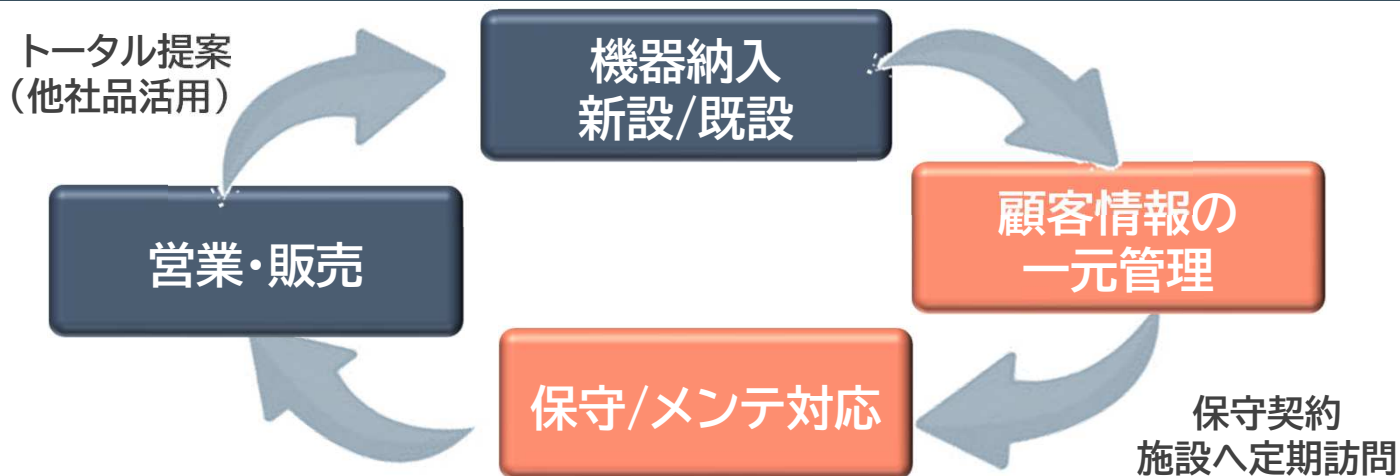 トータル提案
（他社品活用）
機器納入
新設/既設
顧客情報の
一元管理
営業・販売
保守/メンテ対応
保守契約
施設へ定期訪問